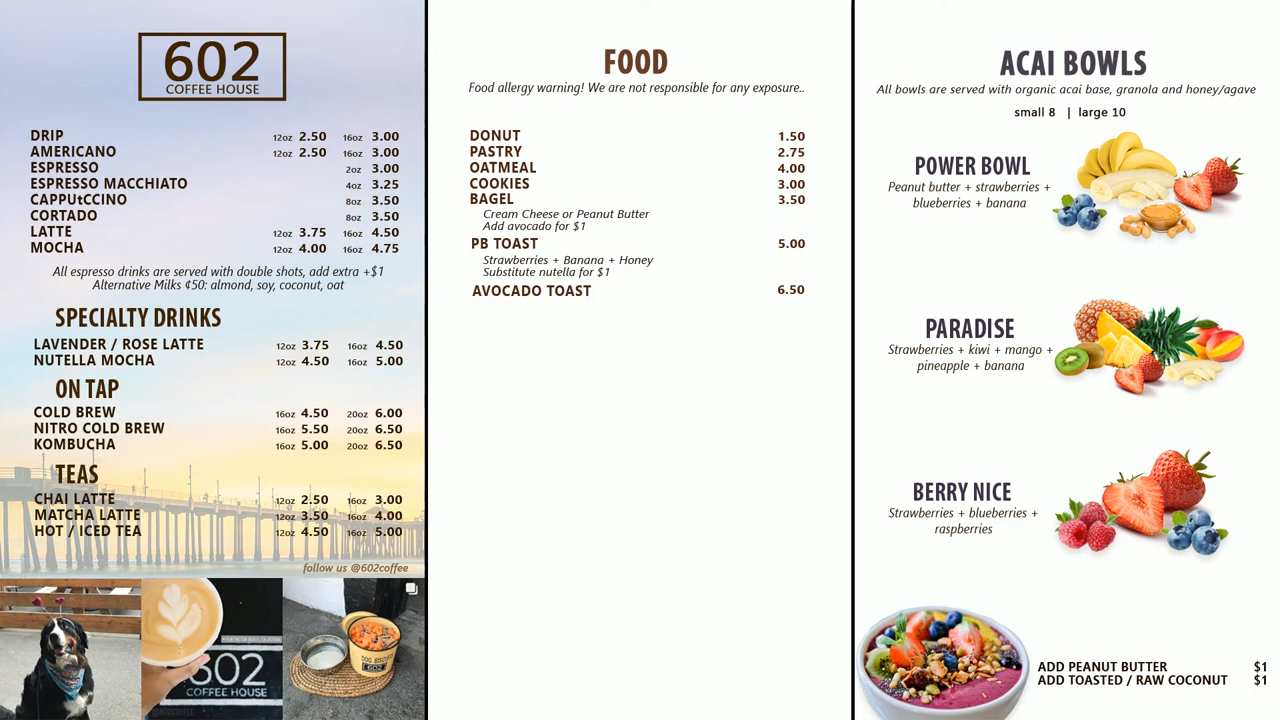 602
COFFEE HOUSE
DRIP 12oz 2.50 16oz 3.00
AMERICANO 12oz 2.50 16oz 3.00
ESPRESSO 2oz 3.00
ESPRESSO MACCHIATO 4oz 3.25
CAPPUtCCINO 8oz 3.50
CORTADO 8oz 3.50
LATTE 12oz 3.75 16oz 4.50
MOCHA 12oz 4.00 16oz 4.75
All espresso drinks are served with double shots, add extra +$1
Alternative Milks ¢50: almond, soy, coconut, oat
SPECIALTY DRINKS
LAVENDER / ROSE LATTE 12oz 3.75 16oz 4.50
NUTELLA MOCHA 12oz 4.50 16oz 5.00
ON TAP
COLD BREW 16oz 4.50 20oz 6.00
NITRO COLD BREW 16oz 5.50 20oz 6.50
KOMBUCHA 16oz 5.00 20oz 6.50
TEAS
CHAI LATTE 12oz 2.50 16oz 3.00
MATCHA LATTE 12oz 3.50 16oz 4.00
HOT / ICED TEA 12oz 4.50 16oz 5.00
follow us @602coffee
602
COFFEE HOUSE
@602COFFEE
DOG BISCUITS
602
FOOD
Food allergy warning! We are not responsible for any exposure..
DONUT 1.50
PASTRY 2.75
OATMEAL 4.00
COOKIES 3.00
BAGEL 3.50
Cream Cheese or Peanut Butter
Add avocado for $1
PB TOAST 5.00
Strawberries + Banana + Honey
Substitute nutella for $1
AVOCADO TOAST 6.50
ACAI BOWLS
All bowls are served with organic acai base, granola and honey/agave
small 8 | large 10
POWER BOWL
Peanut butter + strawberries +
blueberries + banana
PARADISE
Strawberries + kiwi + mango +
pineapple + banana
BERRY NICE
Strawberries + blueberries +
raspberries
ADD PEANUT BUTTER $1
ADD TOASTED / RAW COCONUT $1